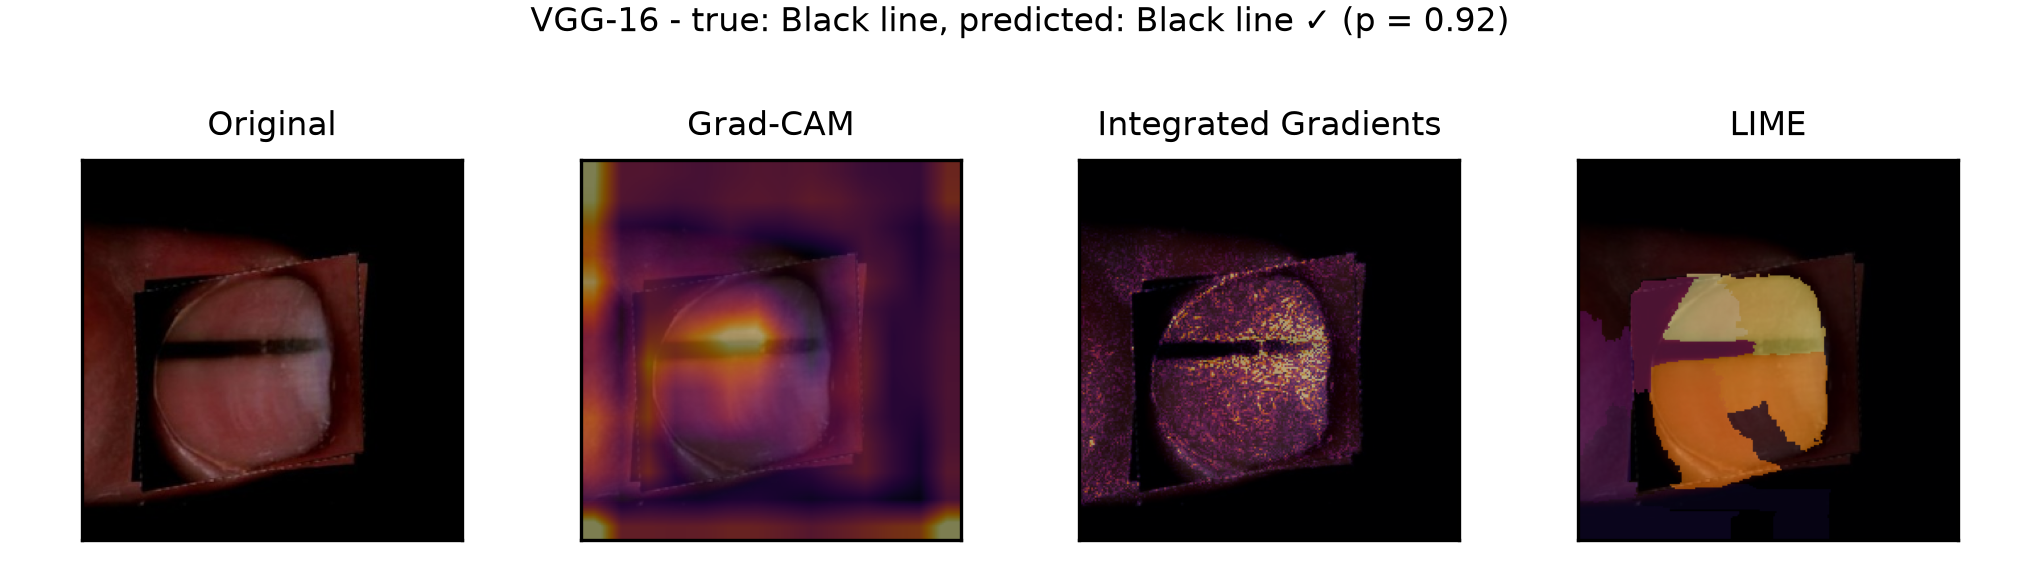 VGG-16 - true: Black line, predicted: Black line ✓ (p = 0.92)
Original
Grad-CAM
Integrated Gradients
LIME